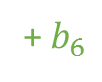 + b₆